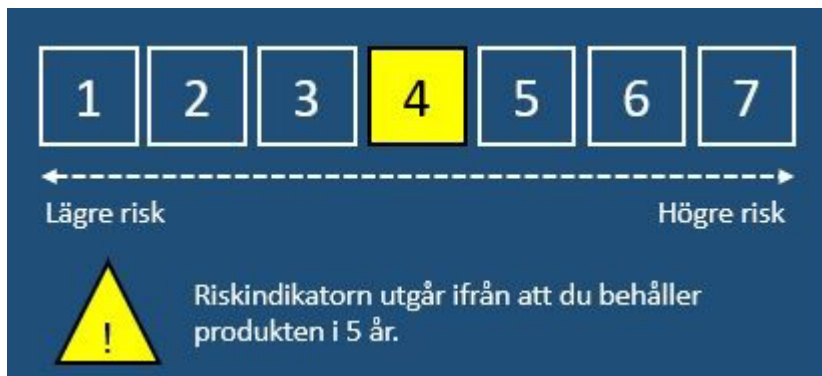 1 2 3 4 5 6 7
Lägre risk Högre risk
Riskindikatorn utgår ifrån att du behåller
! produkten i 5 år.